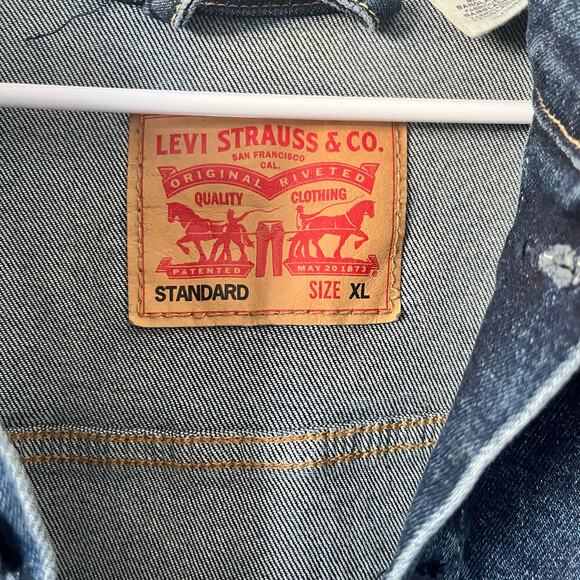 LEVI STRAUSS & CO.
SAN FRANCISCO
CAL.
ORIGINAL RIVETED
QUALITY CLOTHING
PATENTED MAY 20 1873
STANDARD SIZE XL